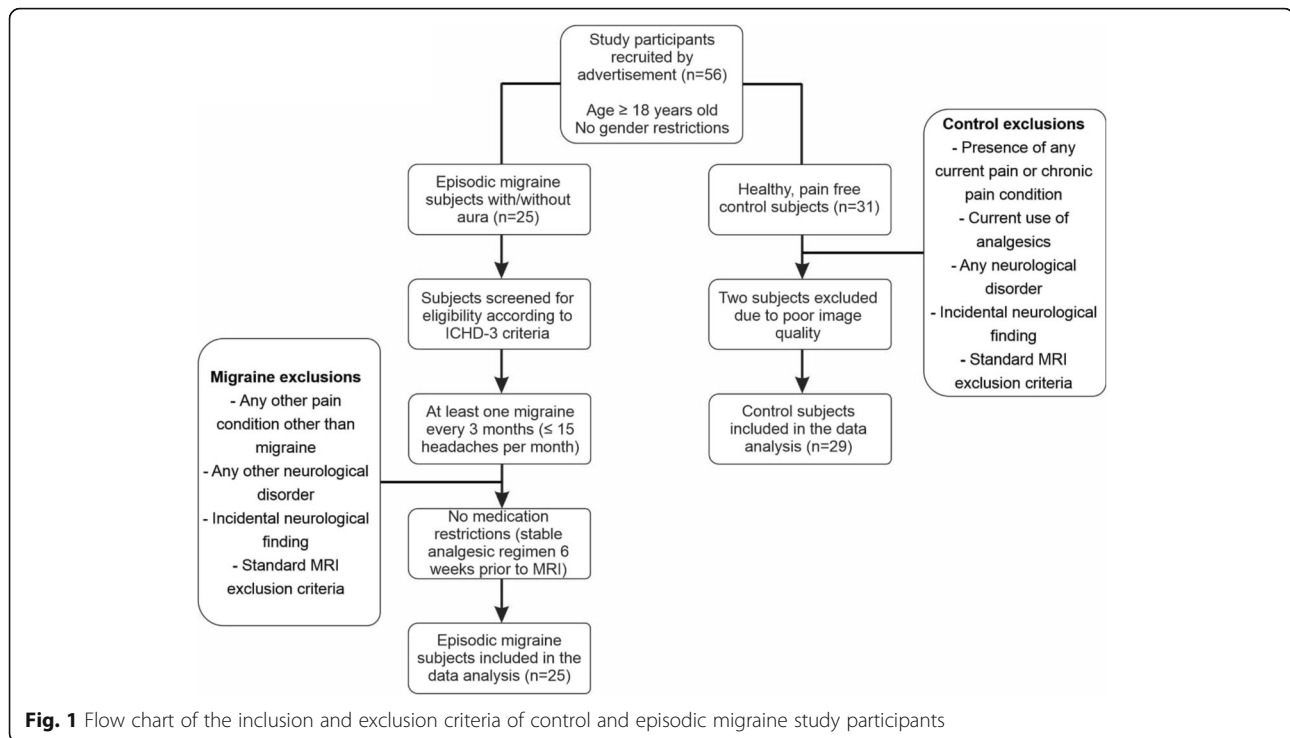 Study participants
recruited by
advertisement (n=56)
Age ≥ 18 years old
No gender restrictions
Episodic migraine
subjects with/without
aura (n=25)
Healthy, pain free
control subjects (n=31)
Control exclusions
- Presence of any
current pain or chronic
pain condition
- Current use of
analgesics
- Any neurological
disorder
- Incidental neurological
finding
- Standard MRI
exclusion criteria
Subjects screened for
eligibility according to
ICHD-3 criteria
Two subjects excluded
due to poor image
quality
Migraine exclusions
- Any other pain
condition other than
migraine
- Any other neurological
disorder
- Incidental neurological
finding
- Standard MRI
exclusion criteria
At least one migraine
every 3 months (≤ 15
headaches per month)
Control subjects
included in the data
analysis (n=29)
No medication
restrictions (stable
analgesic regimen 6
weeks prior to MRI)
Episodic migraine
subjects included in the
data analysis (n=25)
Fig. 1 Flow chart of the inclusion and exclusion criteria of control and episodic migraine study participants